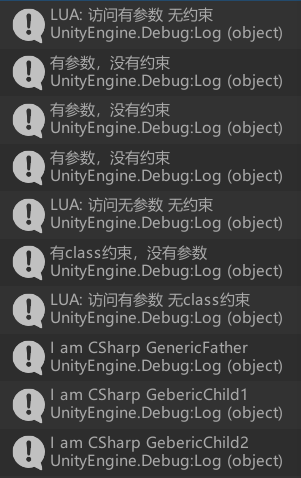 LUA: 访问有参数 无约束
UnityEngine.Debug:Log (object)
有参数，没有约束
UnityEngine.Debug:Log (object)
有参数，没有约束
UnityEngine.Debug:Log (object)
有参数，没有约束
UnityEngine.Debug:Log (object)
LUA: 访问无参数 无约束
UnityEngine.Debug:Log (object)
有class约束，没有参数
UnityEngine.Debug:Log (object)
LUA: 访问有参数 无class约束
UnityEngine.Debug:Log (object)
I am CSharp GenericFather
UnityEngine.Debug:Log (object)
I am CSharp GebericChild1
UnityEngine.Debug:Log (object)
I am CSharp GebericChild2
UnityEngine.Debug:Log (object)